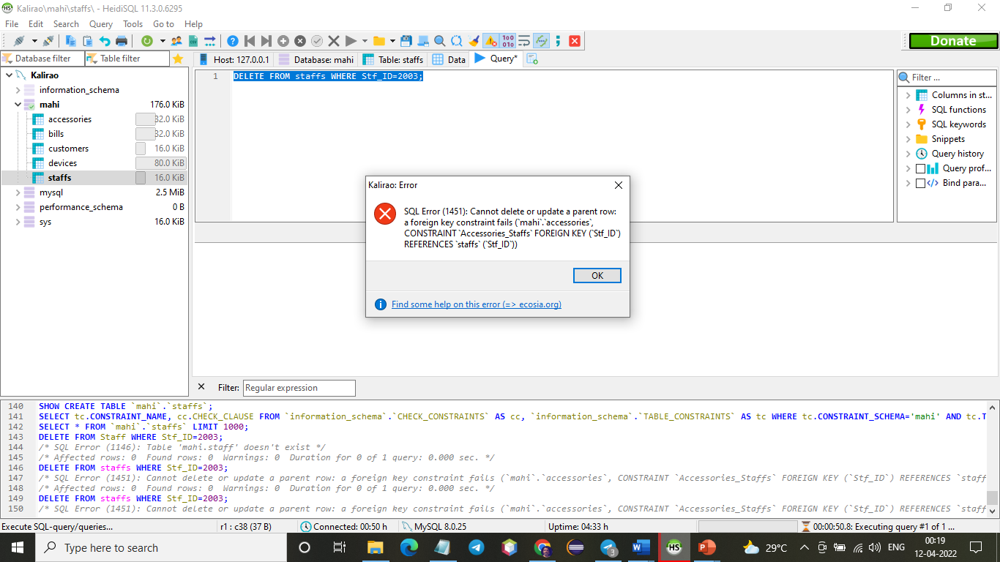 Kalirao\mahi\staffs\ - HeidiSQL 11.3.0.6295
File Edit Search Query Tools Go to Help
Donate
Database filter Table filter
Host: 127.0.0.1 Database: mahi Table: staffs Data Query*
Kalirao
information_schema
mahi 176.0 KiB
accessories 32.0 KiB
bills 32.0 KiB
customers 16.0 KiB
devices 80.0 KiB
staffs 16.0 KiB
mysql 2.5 MiB
performance_schema 0 B
sys 16.0 KiB
1 DELETE FROM staffs WHERE Stf_ID=2003;
Filter ...
Columns in st...
SQL functions
SQL keywords
Snippets
Query history
Query prof...
Bind para...
Kalirao: Error
SQL Error (1451): Cannot delete or update a parent row:
a foreign key constraint fails (`mahi`.`accessories`,
CONSTRAINT `Accessories_Staffs` FOREIGN KEY (`Stf_ID`)
REFERENCES `staffs` (`Stf_ID`))
OK
Find some help on this error (=> ecosia.org)
Filter: Regular expression
140 SHOW CREATE TABLE `mahi`.`staffs`;
141 SELECT tc.CONSTRAINT_NAME, cc.CHECK_CLAUSE FROM `information_schema`.`CHECK_CONSTRAINTS` AS cc, `information_schema`.`TABLE_CONSTRAINTS` AS tc WHERE tc.CONSTRAINT_SCHEMA='mahi' AND tc.T
142 SELECT * FROM `mahi`.`staffs` LIMIT 1000;
143 DELETE FROM Staff WHERE Stf_ID=2003;
144 /* SQL Error (1146): Table 'mahi.staff' doesn't exist */
145 /* Affected rows: 0 Found rows: 0 Warnings: 0 Duration for 0 of 1 query: 0.000 sec. */
146 DELETE FROM staffs WHERE Stf_ID=2003;
147 /* SQL Error (1451): Cannot delete or update a parent row: a foreign key constraint fails (`mahi`.`accessories`, CONSTRAINT `Accessories_Staffs` FOREIGN KEY (`Stf_ID`) REFERENCES `staff
148 /* Affected rows: 0 Found rows: 0 Warnings: 0 Duration for 0 of 1 query: 0.000 sec. */
149 DELETE FROM staffs WHERE Stf_ID=2003;
150 /* SQL Error (1451): Cannot delete or update a parent row: a foreign key constraint fails (`mahi`.`accessories`, CONSTRAINT `Accessories_Staffs` FOREIGN KEY (`Stf_ID`) REFERENCES `staff
Execute SQL-query/queries... r1 : c38 (37 B) Connected: 00:50 h MySQL 8.0.25 Uptime: 04:33 h 00:00:50.8: Executing query #1 of 1 ...
Type here to search
3
29°C
ENG
00:19
12-04-2022